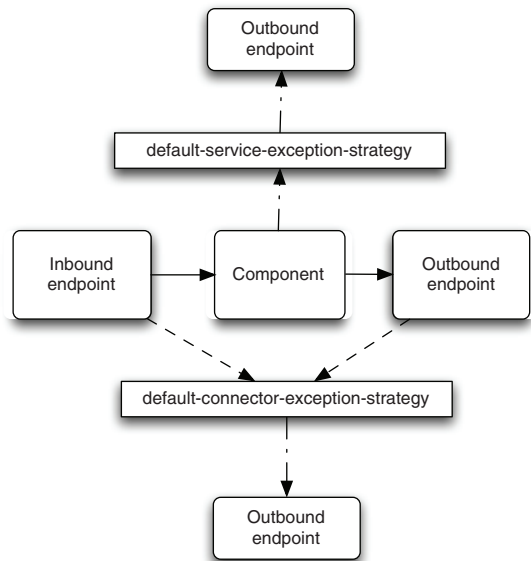 Outbound
endpoint
default-service-exception-strategy
Inbound
endpoint
Component
Outbound
endpoint
default-connector-exception-strategy
Outbound
endpoint